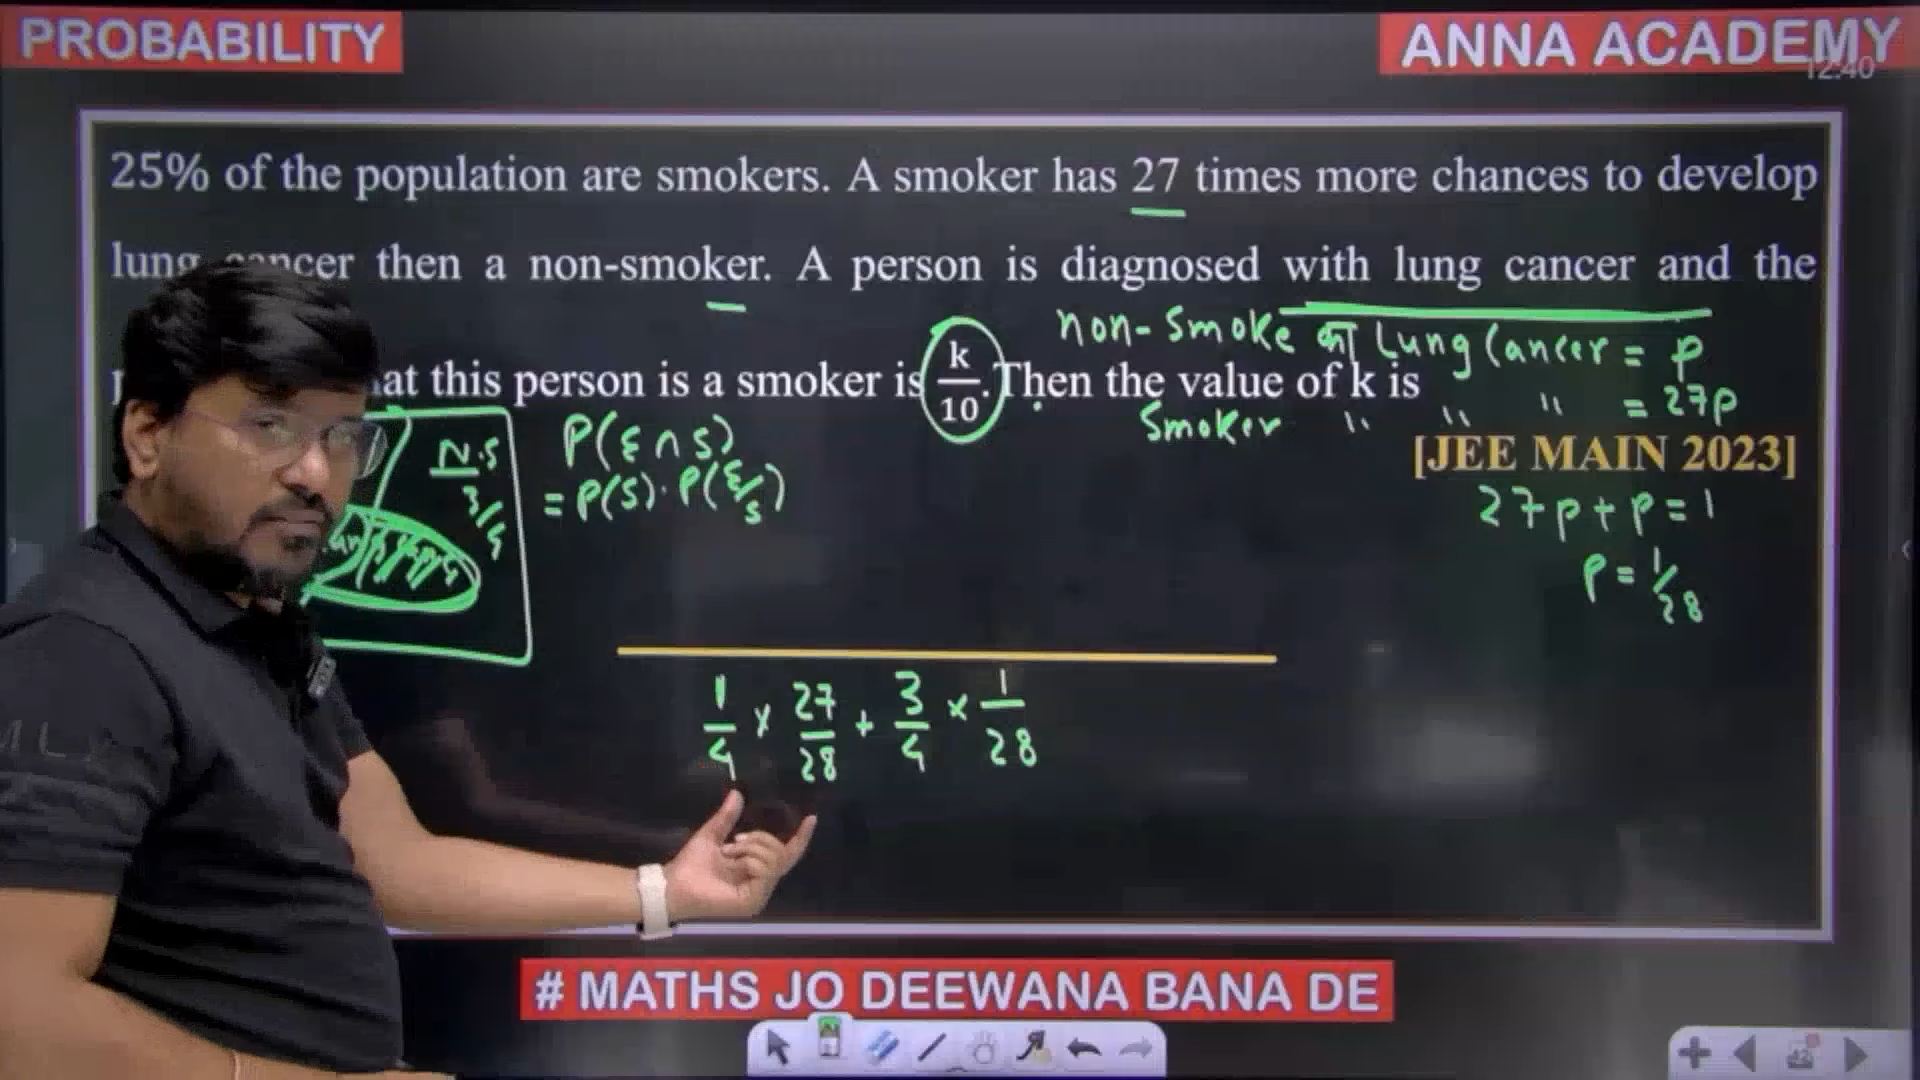 PROBABILITY
ANNA ACADEMY
12:40
25% of the population are smokers. A smoker has 27 times more chances to develop
lung cancer then a non-smoker. A person is diagnosed with lung cancer and the
that this person is a smoker is k/10. Then the value of k is
non-Smoke का Lung Cancer = p
Smoker " " " = 27p
[JEE MAIN 2023]
N.S
3/4
P(E ∩ S)
= P(S) . P(E/S)
27p + p = 1
p = 1/28
1/4 × 27/28 + 3/4 × 1/28
# MATHS JO DEEWANA BANA DE